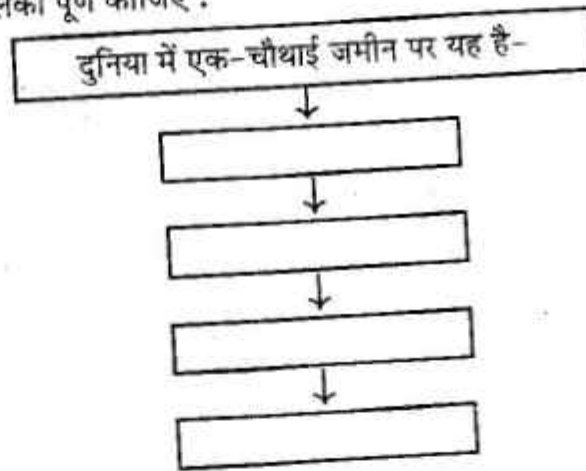 पूर्ण कीजिए :
दुनिया में एक-चौथाई जमीन पर यह है-